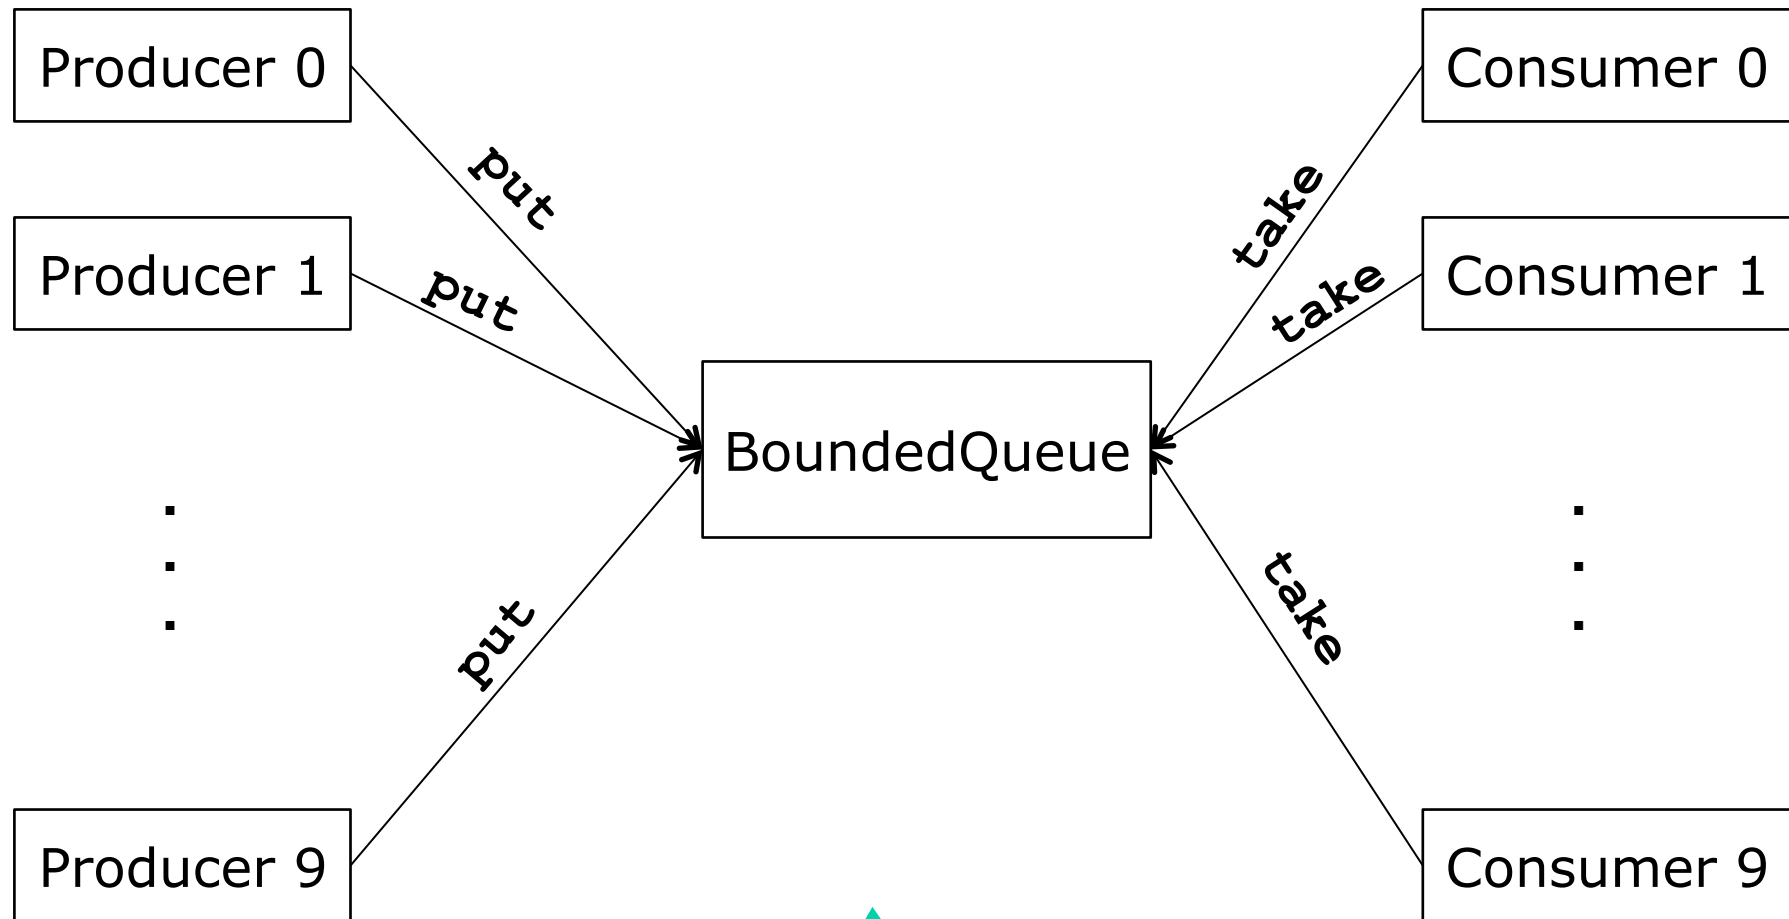 Producer 0
Consumer 0
put
take
Producer 1
Consumer 1
put
take
BoundedQueue
.
.
.
.
.
.
put
take
Producer 9
Consumer 9